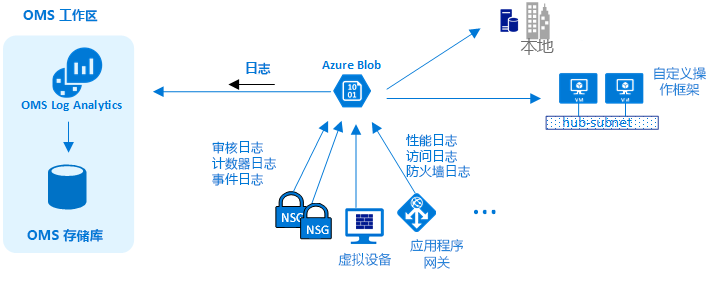 OMS 工作区
OMS Log Analytics
OMS 存储库
日志
Azure Blob
10
01
本地
VM
VM
自定义操
作框架
hub-subnet
审核日志
计数器日志
事件日志
性能日志
访问日志
防火墙日志
NSG
NSG
虚拟设备
应用程序
网关
...